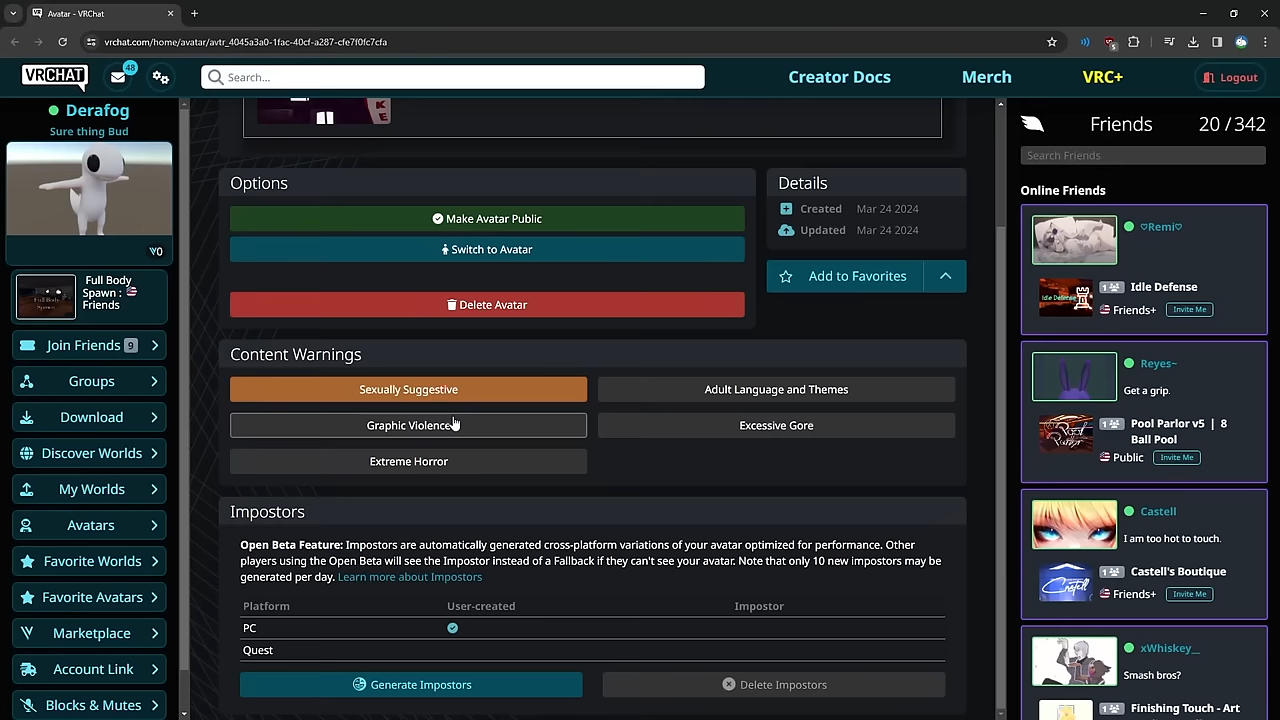 Avatar - VRChat
vrchat.com/home/avatar/avtr_4045a3a0-1fac-40cf-a287-cfe7f0fc7cfa
VRCHAT
48
Search...
Creator Docs
Merch
VRC+
Logout
Derafog
Sure thing Bud
0
Full Body
Spawn :
Friends
Join Friends 9
Groups
Download
Discover Worlds
My Worlds
Avatars
Favorite Worlds
Favorite Avatars
Marketplace
Account Link
Blocks & Mutes
K
E
Options
Make Avatar Public
Switch to Avatar
Delete Avatar
Details
Created Mar 24 2024
Updated Mar 24 2024
Add to Favorites
Content Warnings
Sexually Suggestive
Adult Language and Themes
Graphic Violence
Excessive Gore
Extreme Horror
Impostors
Open Beta Feature: Impostors are automatically generated cross-platform variations of your avatar optimized for performance. Other
players using the Open Beta will see the Impostor instead of a Fallback if they can't see your avatar. Note that only 10 new impostors may be
generated per day. Learn more about Impostors
Platform User-created Impostor
PC
Quest
Generate Impostors
Delete Impostors
Friends 20 / 342
Search Friends
Online Friends
♡Remi♡
1 Idle Defense
Friends+ Invite Me
Reyes~
Get a grip.
1 Pool Parlor v5 | 8
Ball Pool
Public Invite Me
Castell
I am too hot to touch.
1 Castell's Boutique
Friends+ Invite Me
xWhiskey__
Smash bros?
1 Finishing Touch - Art